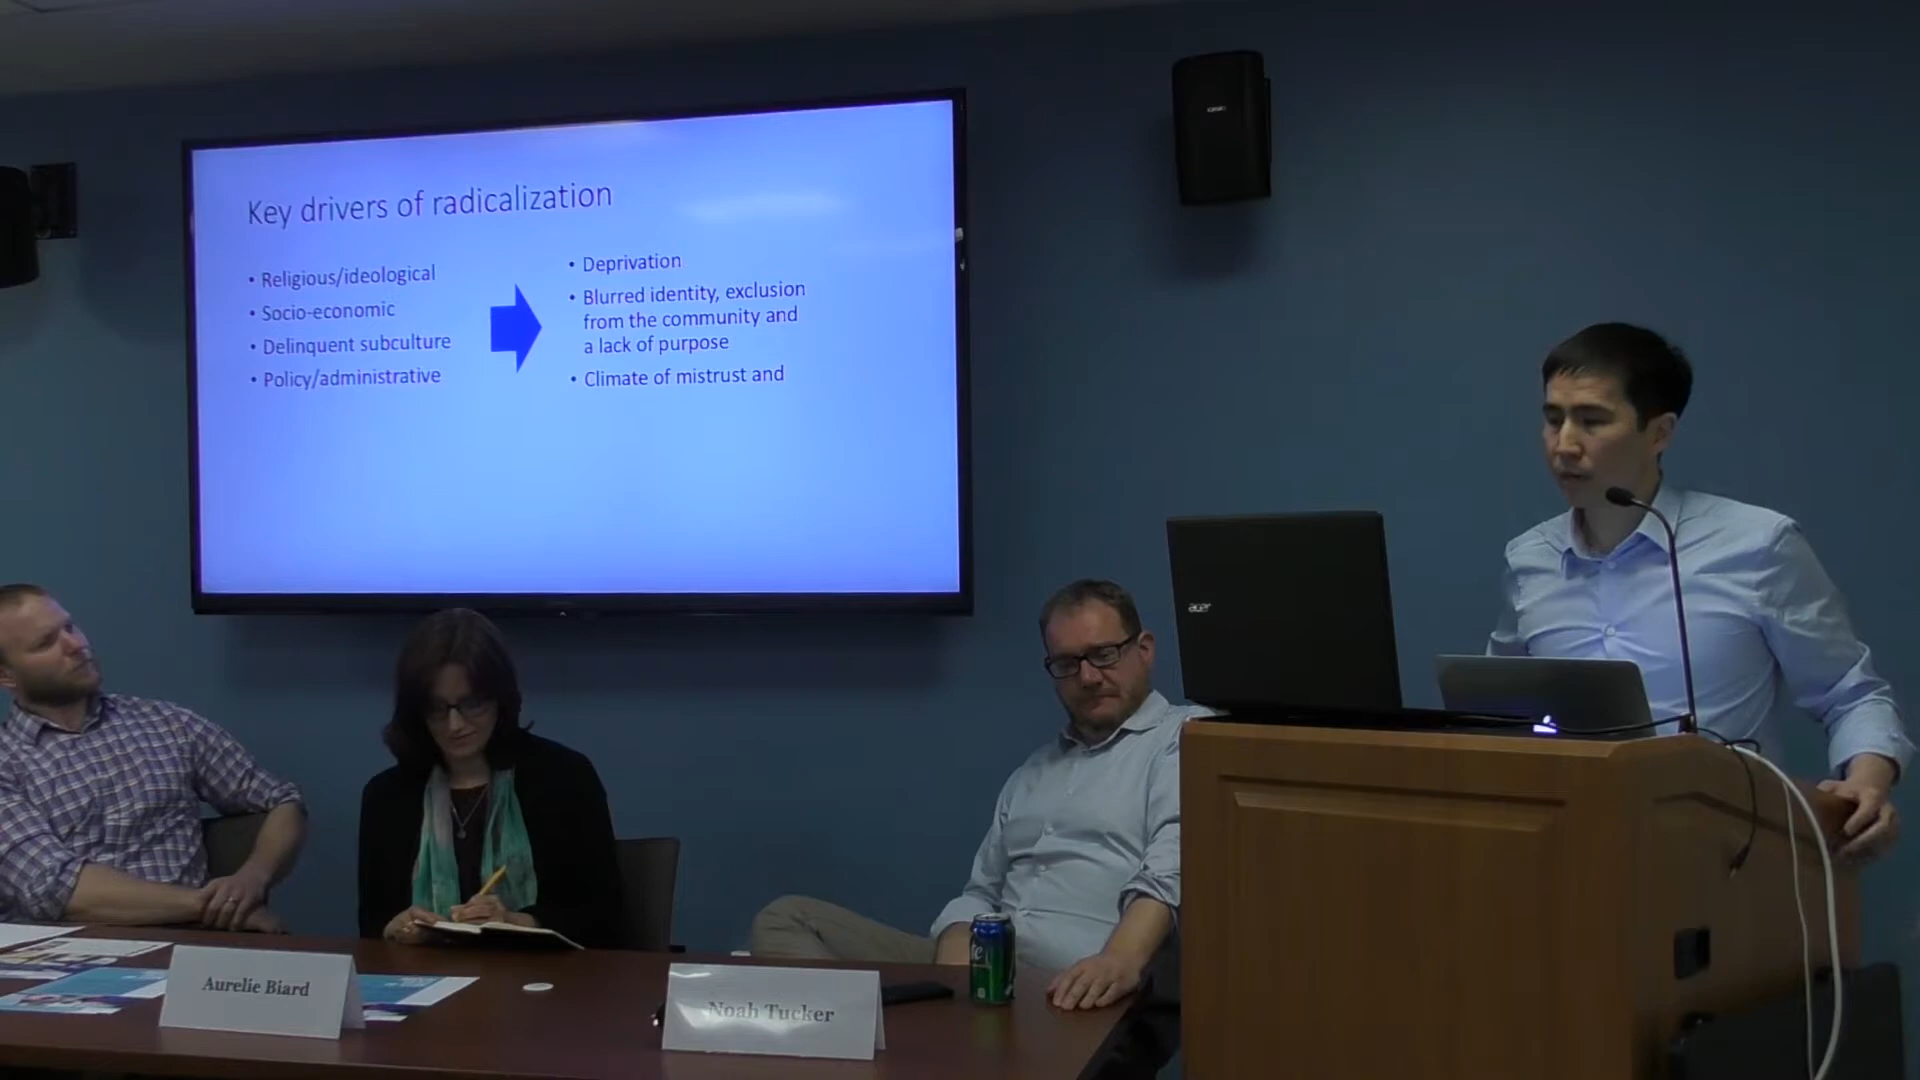 Key drivers of radicalization
• Religious/ideological
• Socio-economic
• Delinquent subculture
• Policy/administrative
• Deprivation
• Blurred identity, exclusion
from the community and
a lack of purpose
• Climate of mistrust and
acer
Aurelie Biard
Noah Tucker